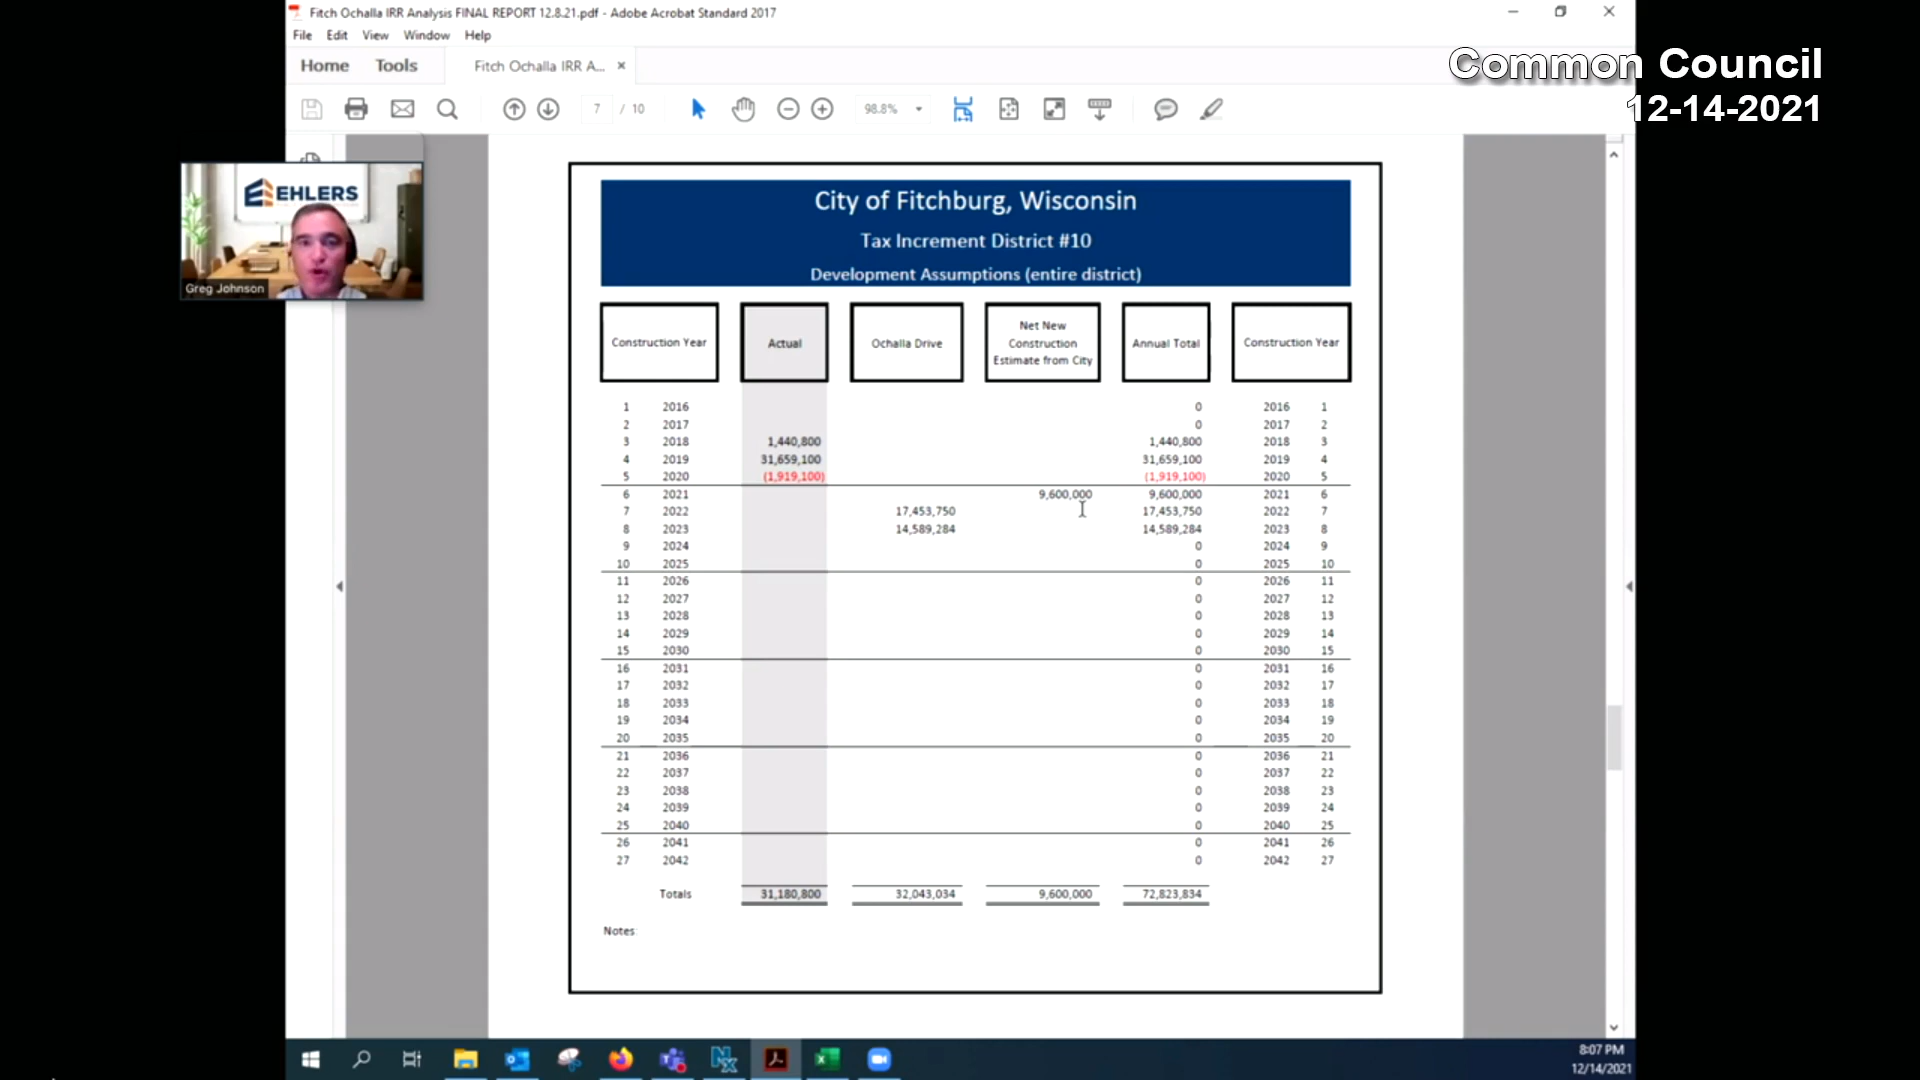 Fitch Ochalla IRR Analysis FINAL REPORT 12.8.21.pdf - Adobe Acrobat Standard 2017
File Edit View Window Help
Home Tools Fitch Ochalla IRR A... ×
Common Council
12-14-2021
7 / 10 98.8%
EHLERS
Greg Johnson
City of Fitchburg, Wisconsin
Tax Increment District #10
Development Assumptions (entire district)
Construction Year Actual Ochalla Drive Net New Construction Estimate from City Annual Total Construction Year
1 2016 0 2016 1
2 2017 0 2017 2
3 2018 1,440,800 1,440,800 2018 3
4 2019 31,659,100 31,659,100 2019 4
5 2020 (1,919,100) (1,919,100) 2020 5
6 2021 9,600,000 9,600,000 2021 6
7 2022 17,453,750 17,453,750 2022 7
8 2023 14,589,284 14,589,284 2023 8
9 2024 0 2024 9
10 2025 0 2025 10
11 2026 0 2026 11
12 2027 0 2027 12
13 2028 0 2028 13
14 2029 0 2029 14
15 2030 0 2030 15
16 2031 0 2031 16
17 2032 0 2032 17
18 2033 0 2033 18
19 2034 0 2034 19
20 2035 0 2035 20
21 2036 0 2036 21
22 2037 0 2037 22
23 2038 0 2038 23
24 2039 0 2039 24
25 2040 0 2040 25
26 2041 0 2041 26
27 2042 0 2042 27
Totals 31,180,800 32,043,034 9,600,000 72,823,834
Notes:
8:07 PM
12/14/2021